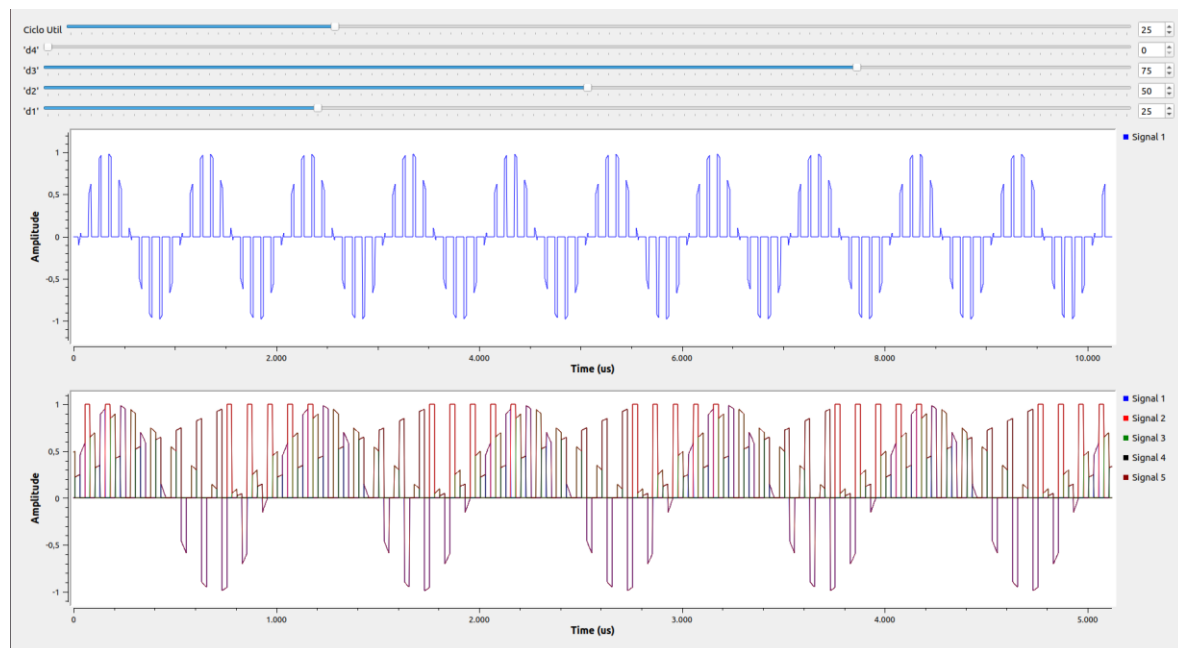 Ciclo Util 25
'd4' 0
'd3' 75
'd2' 50
'd1' 25
Signal 1
1
0,5
0
-0,5
-1
Amplitude
0 2.000 4.000 6.000 8.000 10.000
Time (us)
Signal 1
Signal 2
Signal 3
Signal 4
Signal 5
1
0,5
0
-0,5
-1
Amplitude
0 1.000 2.000 3.000 4.000 5.000
Time (us)